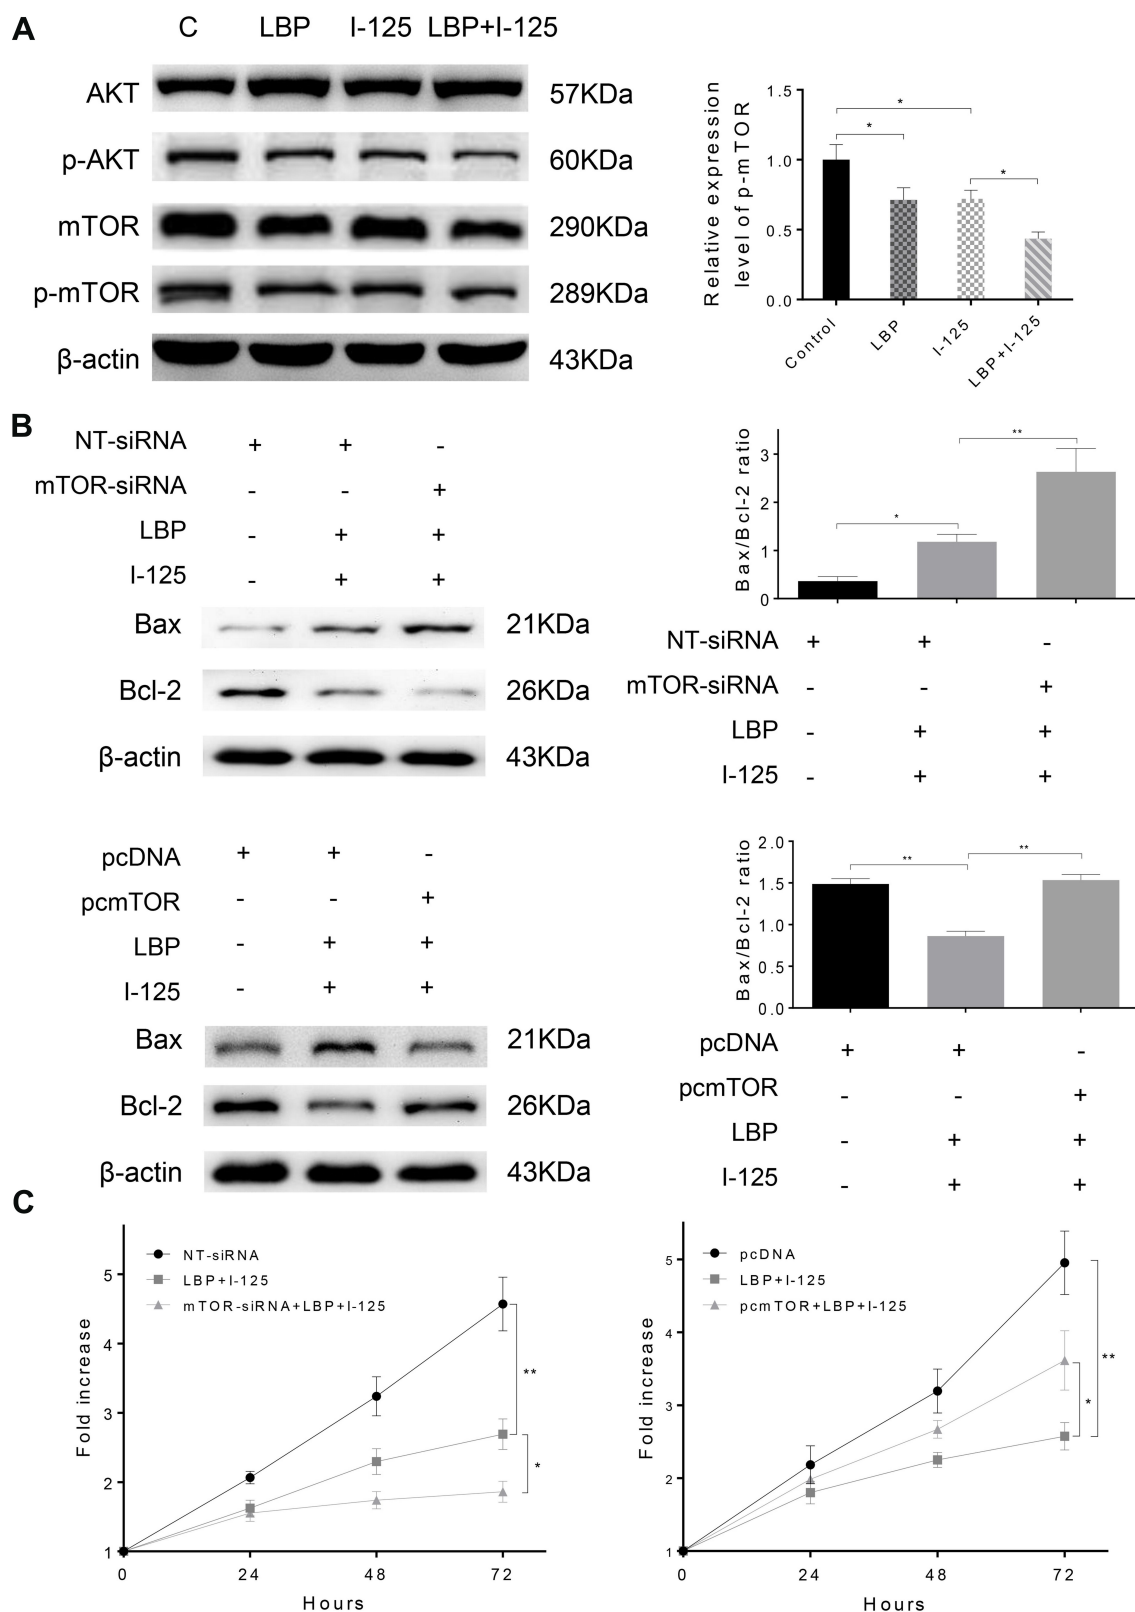 A
C LBP I-125 LBP+I-125
AKT 57KDa
p-AKT 60KDa
mTOR 290KDa
p-mTOR 289KDa
β-actin 43KDa
Relative expression
level of p-mTOR
1.5
1.0
0.5
0.0
* * *
Control LBP I-125 LBP+I-125
B
NT-siRNA + + -
mTOR-siRNA - - +
LBP - + +
I-125 - + +
Bax 21KDa
Bcl-2 26KDa
β-actin 43KDa
Bax/Bcl-2 ratio
3
2
1
0
* **
NT-siRNA + + -
mTOR-siRNA - - +
LBP - + +
I-125 - + +
pcDNA + + -
pcmTOR - - +
LBP - + +
I-125 - + +
Bax 21KDa
Bcl-2 26KDa
β-actin 43KDa
Bax/Bcl-2 ratio
2.0
1.5
1.0
0.5
0.0
** **
pcDNA + + -
pcmTOR - - +
LBP - + +
I-125 - + +
C
Fold increase
5
4
3
2
1
NT-siRNA
LBP+I-125
mTOR-siRNA+LBP+I-125
**
*
0 24 48 72
Hours
Fold increase
5
4
3
2
1
pcDNA
LBP+I-125
pcmTOR+LBP+I-125
**
*
0 24 48 72
Hours